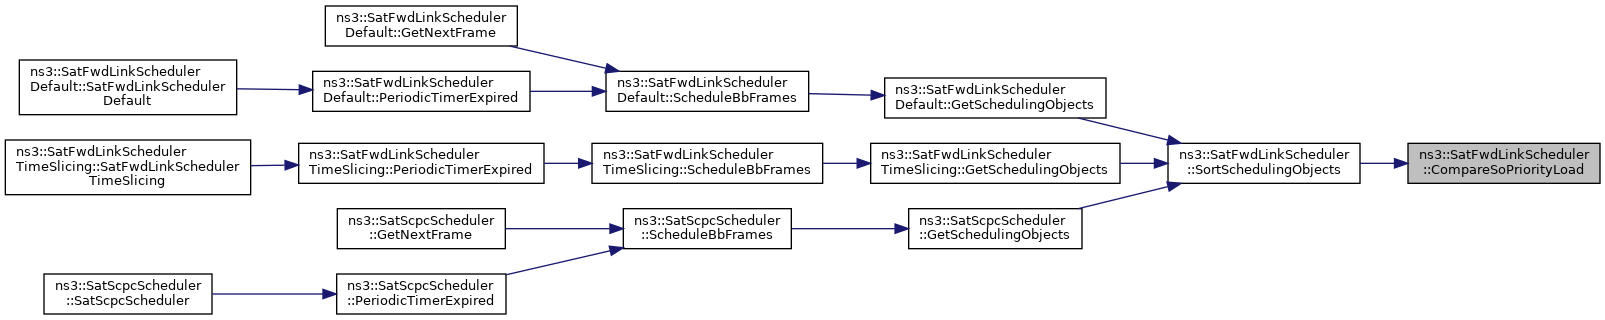 ns3::SatFwdLinkScheduler
Default::GetNextFrame
ns3::SatFwdLinkScheduler
Default::SatFwdLinkScheduler
Default
ns3::SatFwdLinkScheduler
Default::PeriodicTimerExpired
ns3::SatFwdLinkScheduler
Default::ScheduleBbFrames
ns3::SatFwdLinkScheduler
Default::GetSchedulingObjects
ns3::SatFwdLinkScheduler
TimeSlicing::SatFwdLinkScheduler
TimeSlicing
ns3::SatFwdLinkScheduler
TimeSlicing::PeriodicTimerExpired
ns3::SatFwdLinkScheduler
TimeSlicing::ScheduleBbFrames
ns3::SatFwdLinkScheduler
TimeSlicing::GetSchedulingObjects
ns3::SatFwdLinkScheduler
::SortSchedulingObjects
ns3::SatFwdLinkScheduler
::CompareSoPriorityLoad
ns3::SatScpcScheduler
::GetNextFrame
ns3::SatScpcScheduler
::ScheduleBbFrames
ns3::SatScpcScheduler
::GetSchedulingObjects
ns3::SatScpcScheduler
::SatScpcScheduler
ns3::SatScpcScheduler
::PeriodicTimerExpired